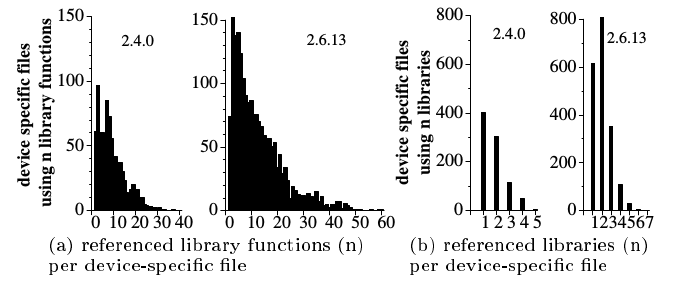 device specific files
using n library functions
150
100
50
0
2.4.0
0 10 20 30 40
150
100
50
0
2.6.13
0 10 20 30 40 50 60
(a) referenced library functions (n)
per device-specific file
device specific files
using n libraries
800
600
400
200
0
2.4.0
1 2 3 4 5
800
600
400
200
0
2.6.13
1234567
(b) referenced libraries (n)
per device-specific file